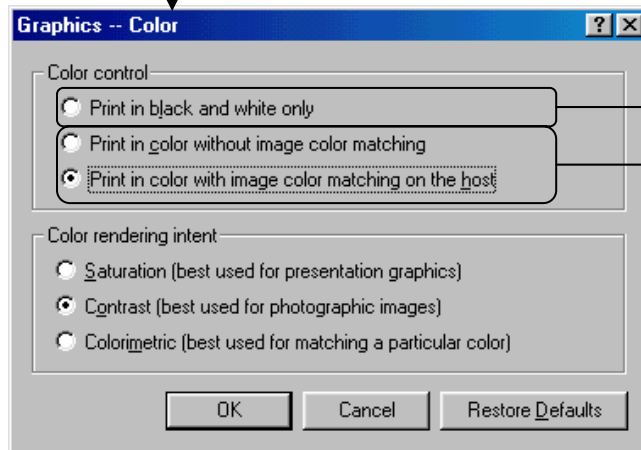 Graphics -- Color
Color control
Print in black and white only
Print in color without image color matching
Print in color with image color matching on the host
Color rendering intent
Saturation (best used for presentation graphics)
Contrast (best used for photographic images)
Colorimetric (best used for matching a particular color)
OK Cancel Restore Defaults